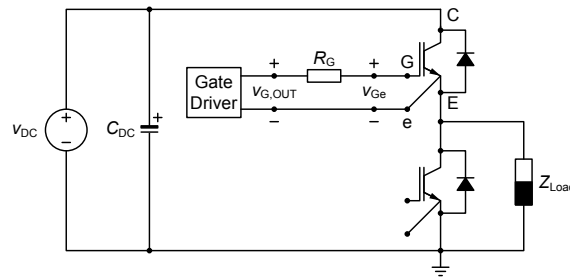 C
R_G
G
Gate
Driver
+
+
v_G,OUT
v_Ge
−
−
E
e
v_DC
+
−
C_DC
+
Z_Load